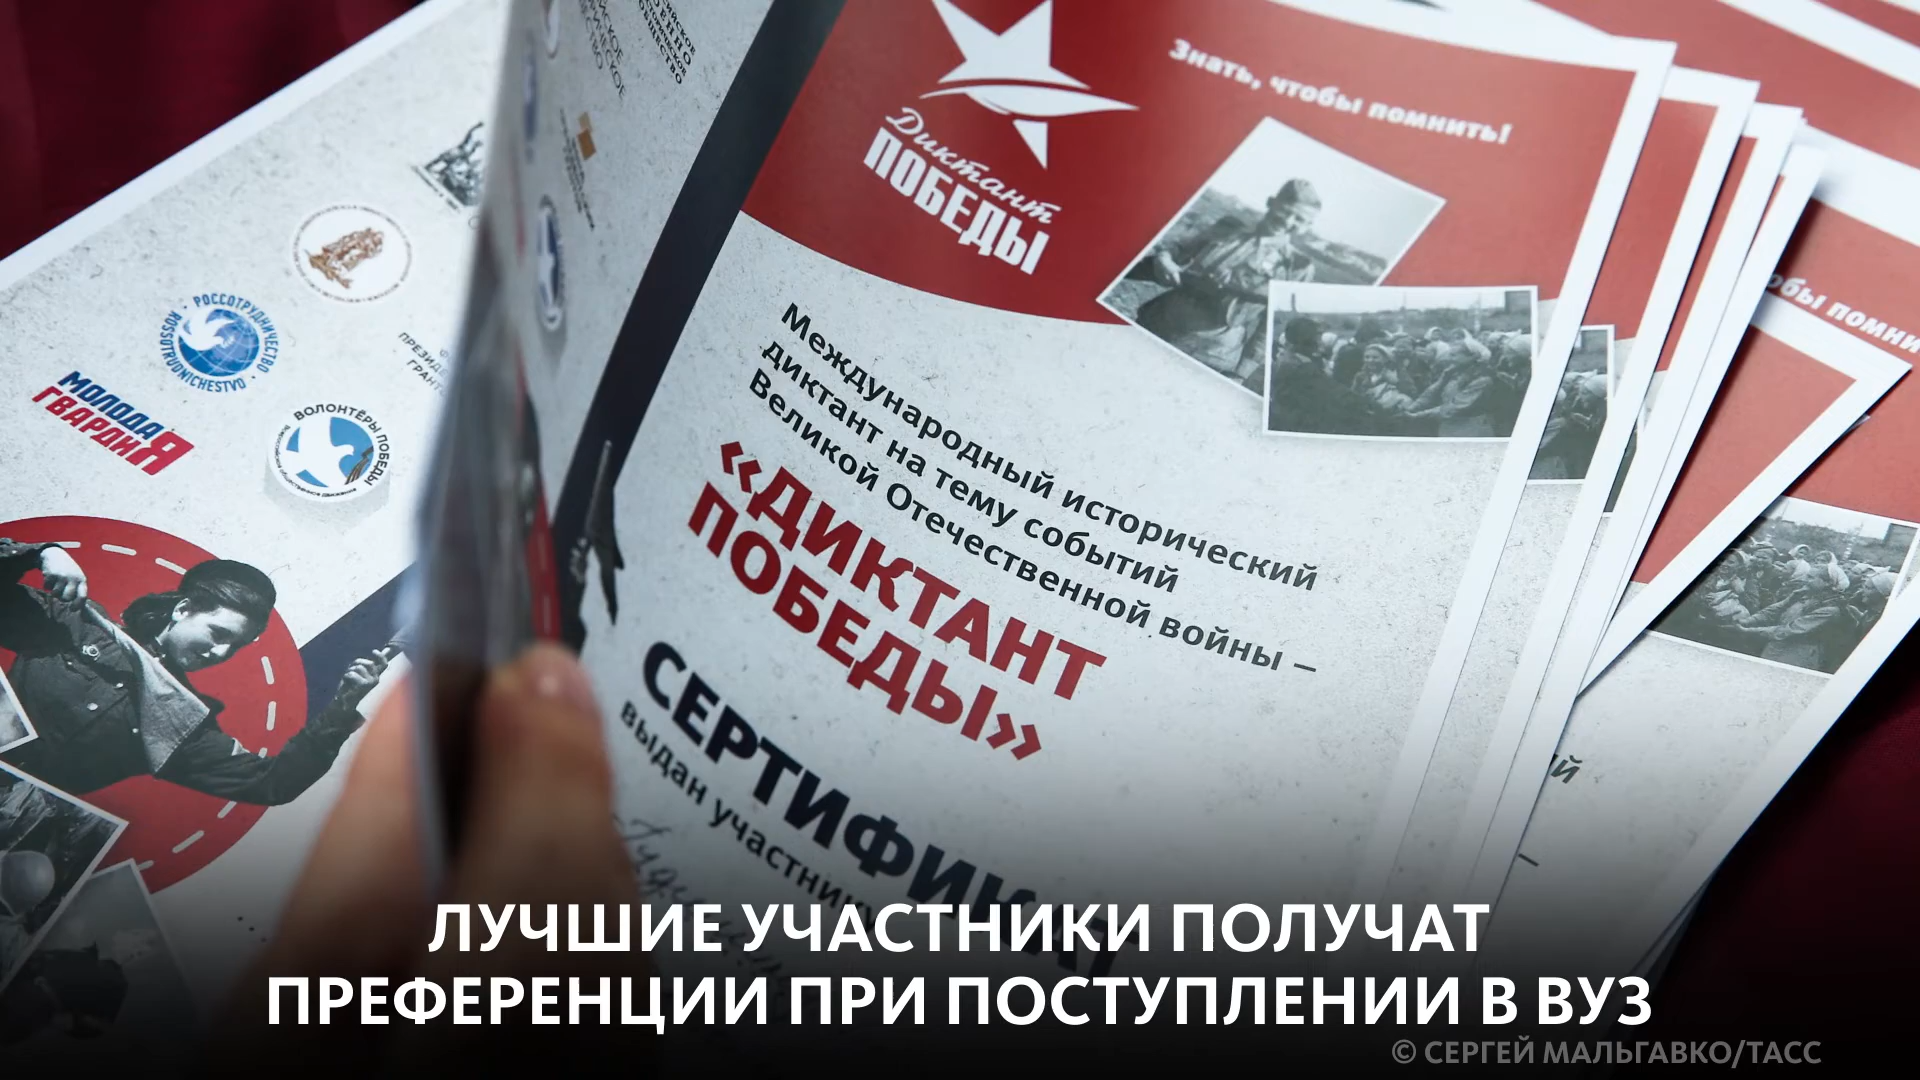 Знать, чтобы помнить!
Диктант
ПОБЕДЫ
Международный исторический
диктант на тему событий
Великой Отечественной войны –
«ДИКТАНТ
ПОБЕДЫ»
СЕРТИФИКАТ
выдан участнику
РОССОТРУДНИЧЕСТВО
ROSSOTRUDNICHESTVO
МОЛОДАЯ
ГВАРДИЯ
ВОЛОНТЁРЫ ПОБЕДЫ
ЛУЧШИЕ УЧАСТНИКИ ПОЛУЧАТ
ПРЕФЕРЕНЦИИ ПРИ ПОСТУПЛЕНИИ В ВУЗ
© СЕРГЕЙ МАЛЬГАВКО/ТАСС